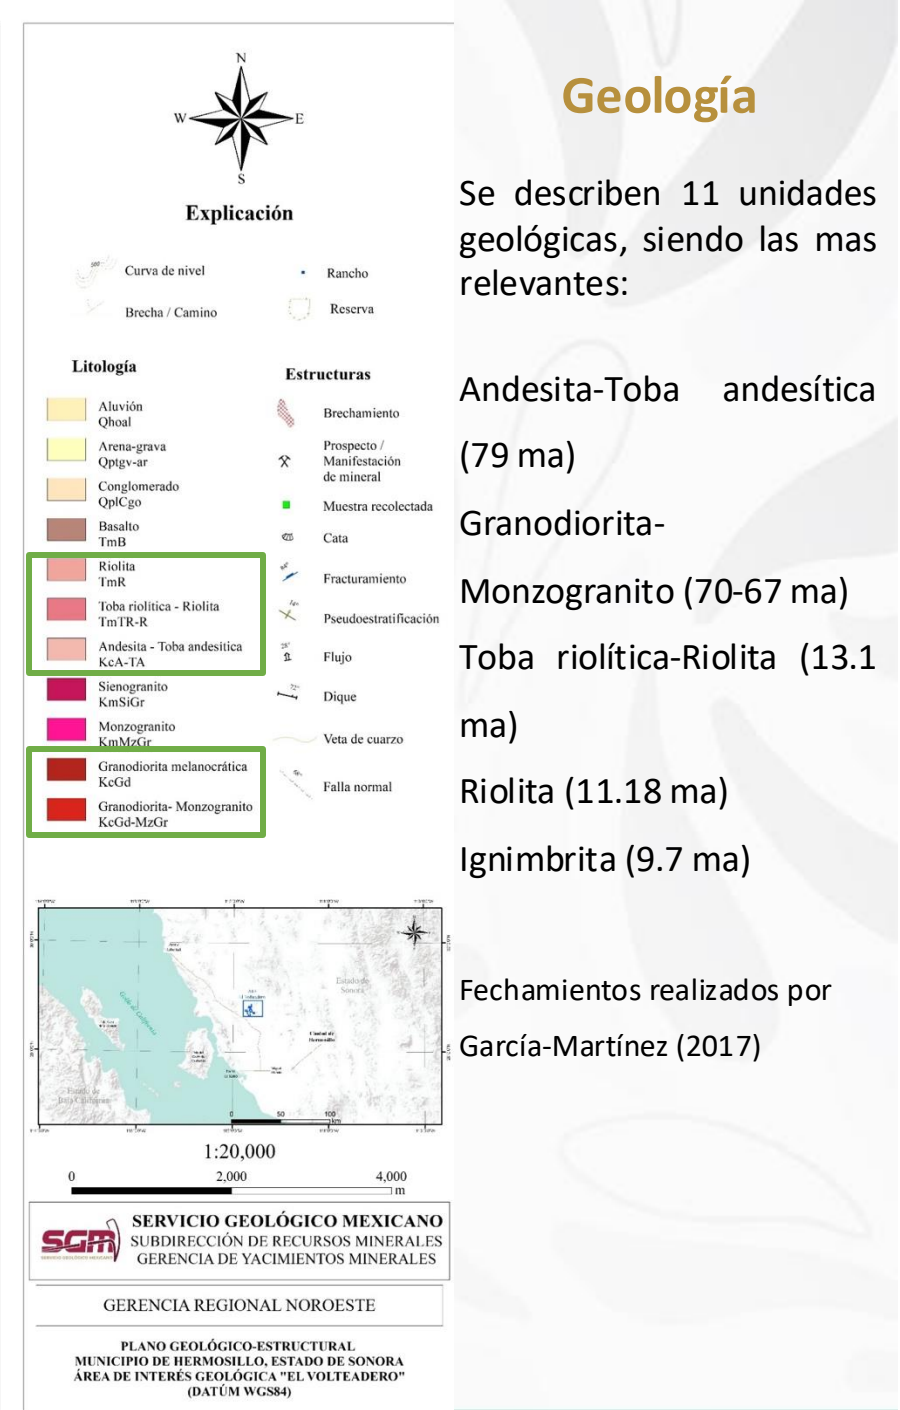 N
W
E
S
Explicación
500
Curva de nivel
Rancho
Brecha / Camino
Reserva
Litología
Aluvión
Qhoal
Arena-grava
Qptgv-ar
Conglomerado
QplCgo
Basalto
TmB
Riolita
TmR
Toba riolítica - Riolita
TmTR-R
Andesita - Toba andesítica
KcA-TA
Sienogranito
KmSiGr
Monzogranito
KmMzGr
Granodiorita melanocrática
KcGd
Granodiorita- Monzogranito
KcGd-MzGr
Estructuras
Brechamiento
Prospecto /
Manifestación
de mineral
Muestra recolectada
Cata
Fracturamiento
Pseudoestratificación
Flujo
Dique
Veta de cuarzo
Falla normal
Golfo de California
Estado de
Sonora
Ciudad de
Hermosillo
Estado de
Baja California
0 50 100
km
1:20,000
0 2,000 4,000
m
SGM
SERVICIO GEOLÓGICO MEXICANO
SERVICIO GEOLÓGICO MEXICANO
SUBDIRECCIÓN DE RECURSOS MINERALES
GERENCIA DE YACIMIENTOS MINERALES
GERENCIA REGIONAL NOROESTE
PLANO GEOLÓGICO-ESTRUCTURAL
MUNICIPIO DE HERMOSILLO, ESTADO DE SONORA
ÁREA DE INTERÉS GEOLÓGICA "EL VOLTEADERO"
(DATÚM WGS84)
Geología
Se describen 11 unidades
geológicas, siendo las mas
relevantes:
Andesita-Toba andesítica
(79 ma)
Granodiorita-
Monzogranito (70-67 ma)
Toba riolítica-Riolita (13.1
ma)
Riolita (11.18 ma)
Ignimbrita (9.7 ma)
Fechamientos realizados por
García-Martínez (2017)